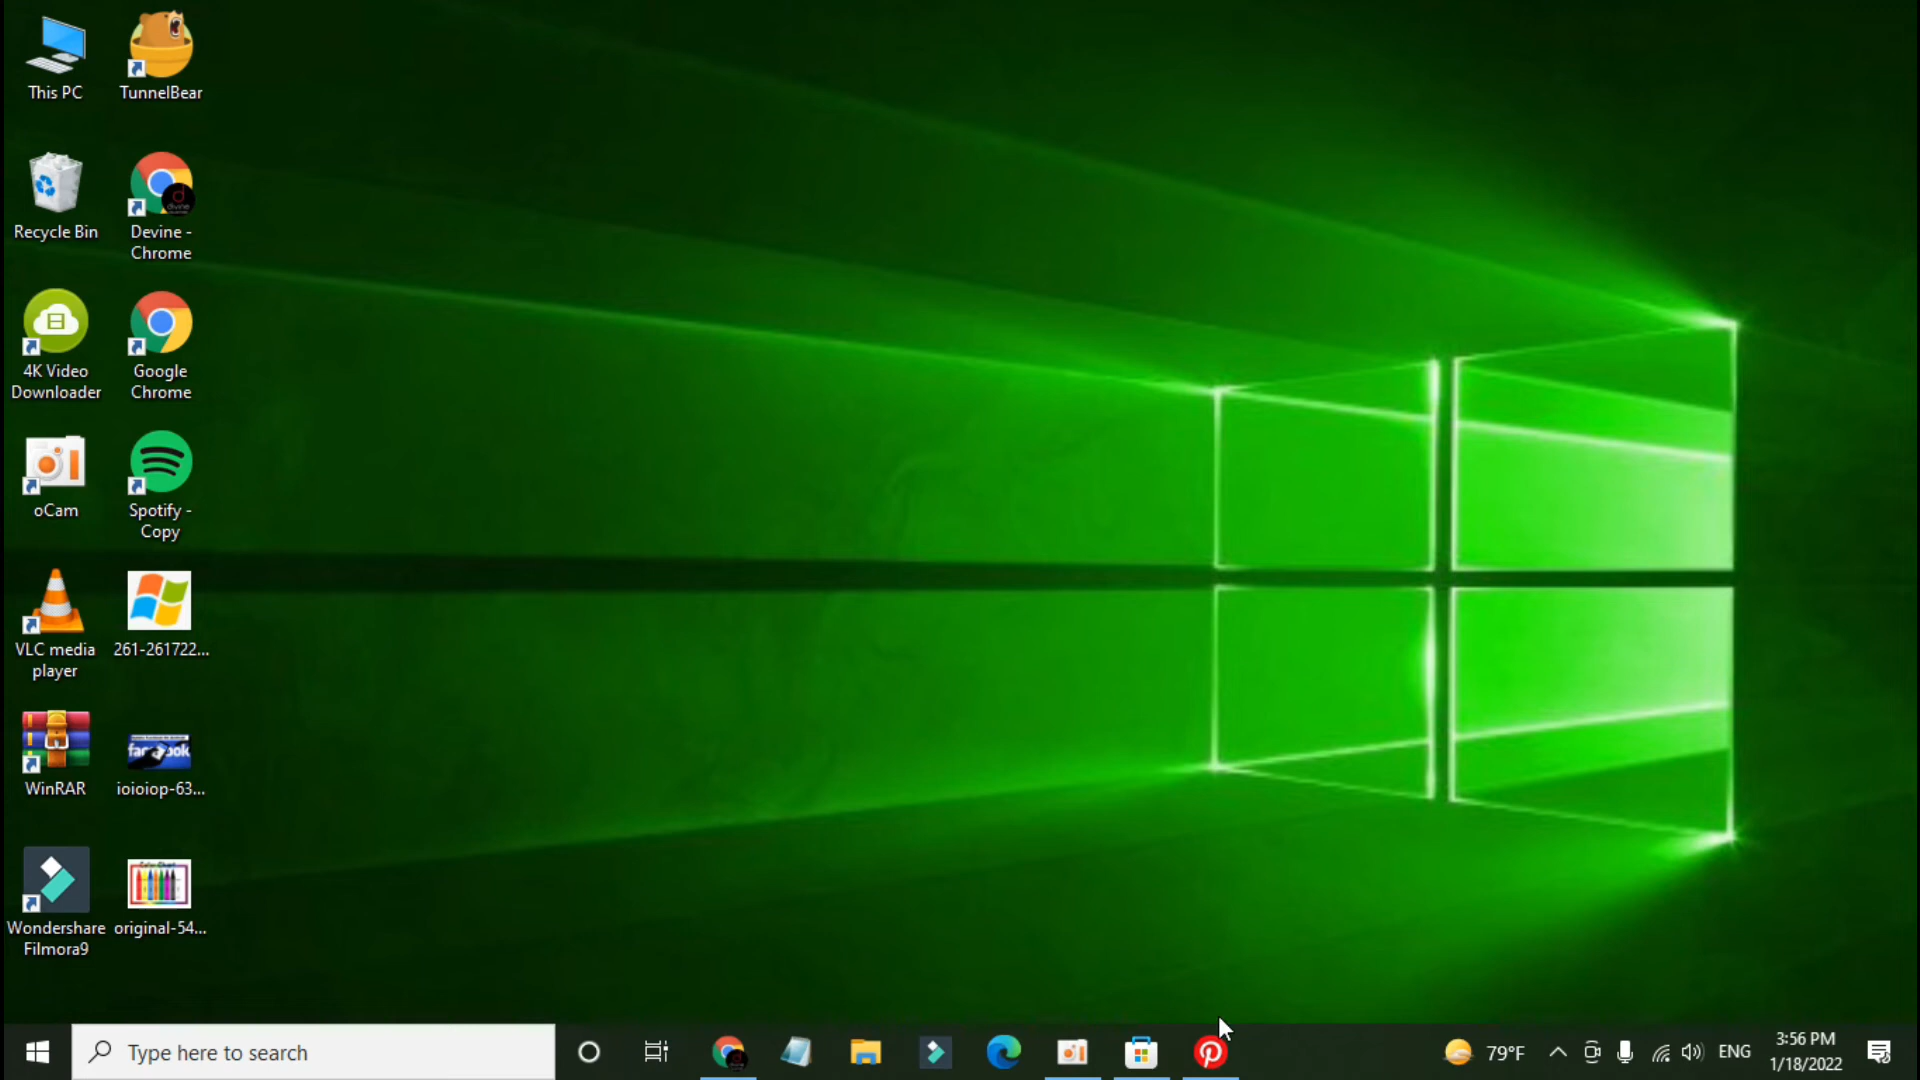 This PC
TunnelBear
Recycle Bin
Devine -
Chrome
4K Video
Downloader
Google
Chrome
oCam
Spotify -
Copy
VLC media
player
261-261722...
WinRAR
facebook
ioioiop-63...
Wondershare
Filmora9
original-54...
Type here to search
79°F
ENG
3:56 PM
1/18/2022